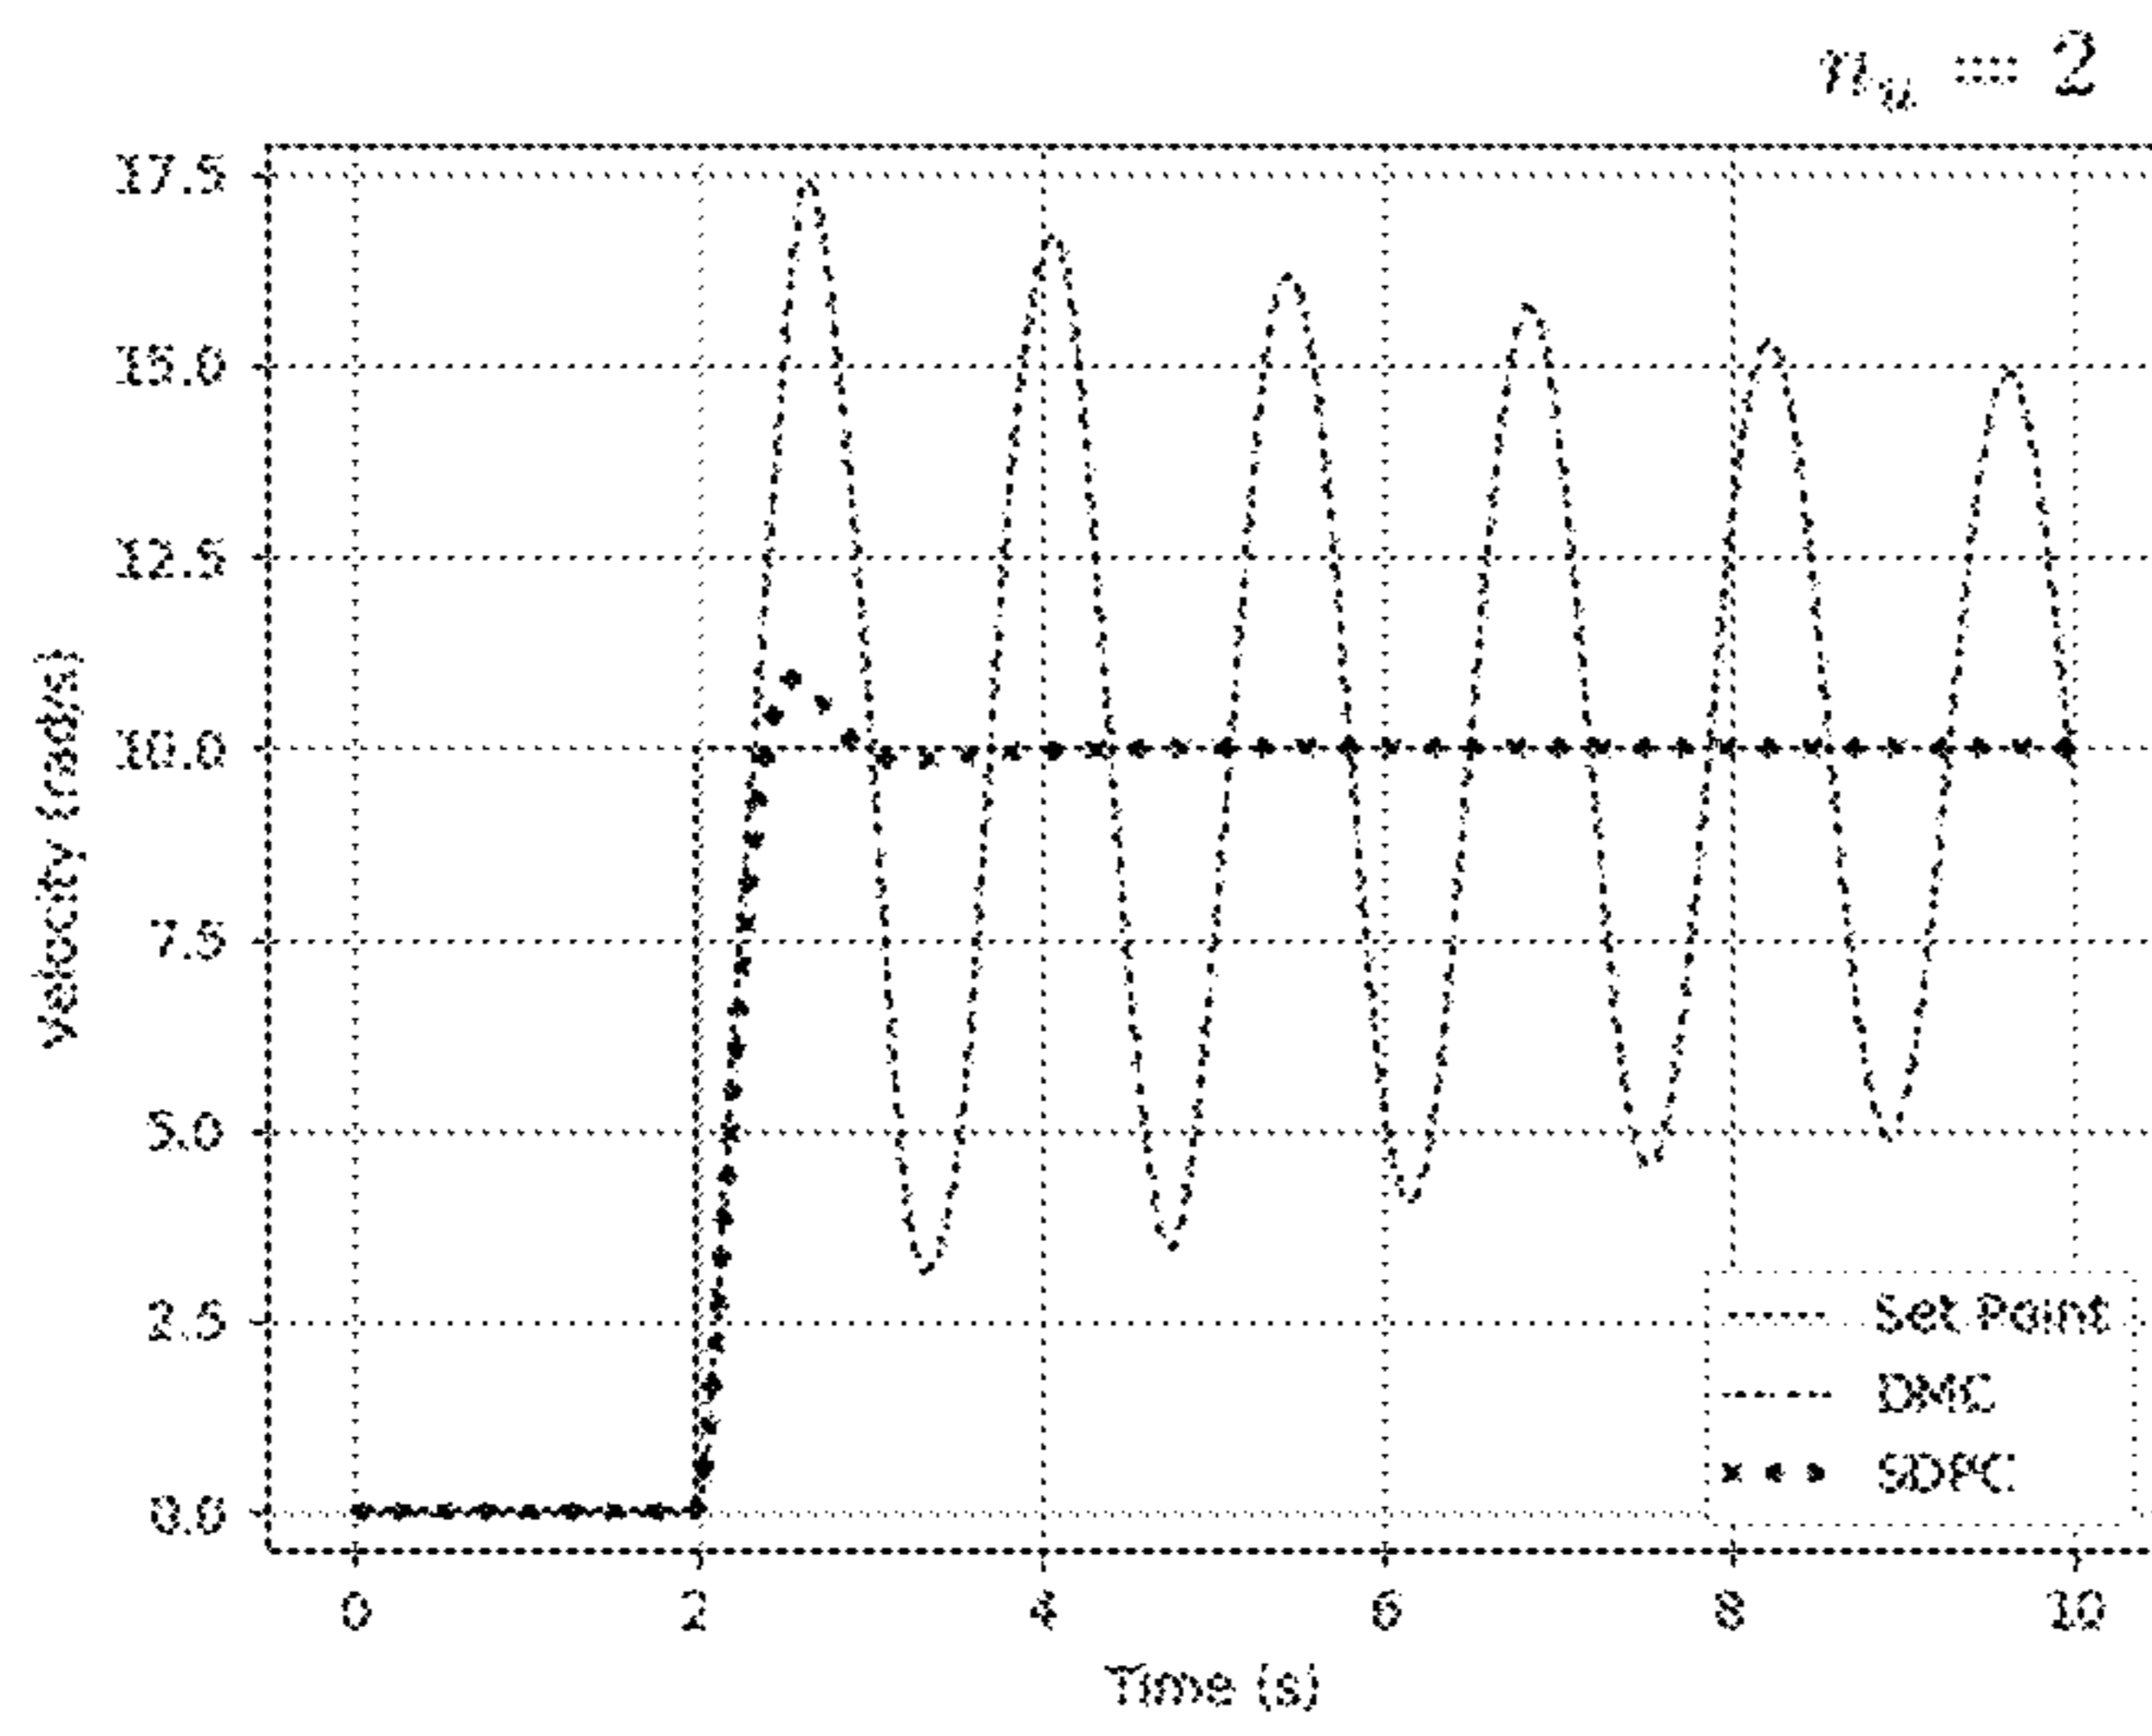 n_u = 2
17.5
15.0
12.5
10.0
7.5
5.0
2.5
0.0
Velocity (rad/s)
0 2 4 6 8 10
Time (s)
Set Point
DMC
SDPC